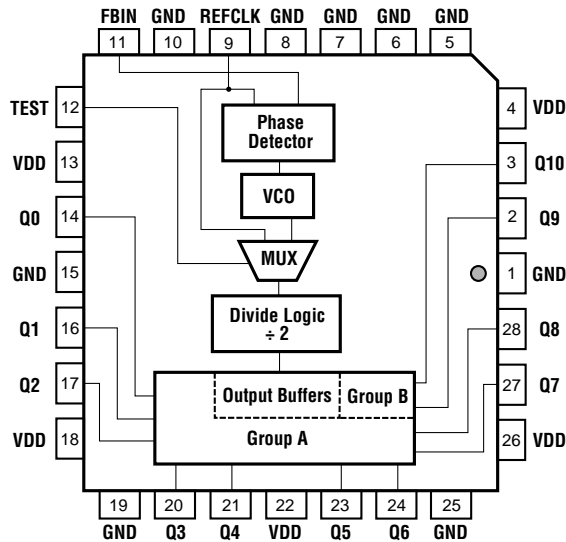 FBIN GND REFCLK GND GND GND GND
11 10 9 8 7 6 5
TEST 12
4 VDD
Phase
Detector
VDD 13
3 Q10
VCO
Q0 14
2 Q9
MUX
GND 15
1 GND
Divide Logic
÷ 2
Q1 16
28 Q8
Q2 17
27 Q7
Output Buffers Group B
VDD 18
Group A
26 VDD
19 20 21 22 23 24 25
GND Q3 Q4 VDD Q5 Q6 GND